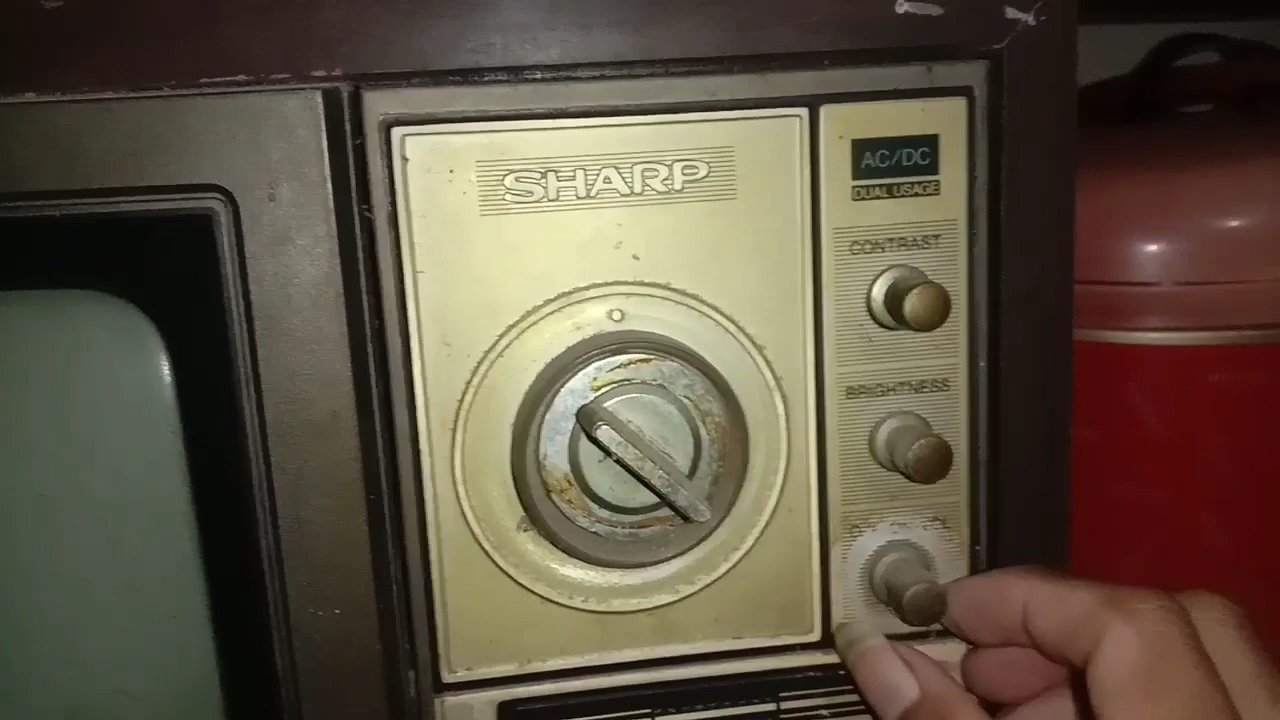 SHARP
AC/DC
DUAL USAGE
CONTRAST
BRIGHTNESS